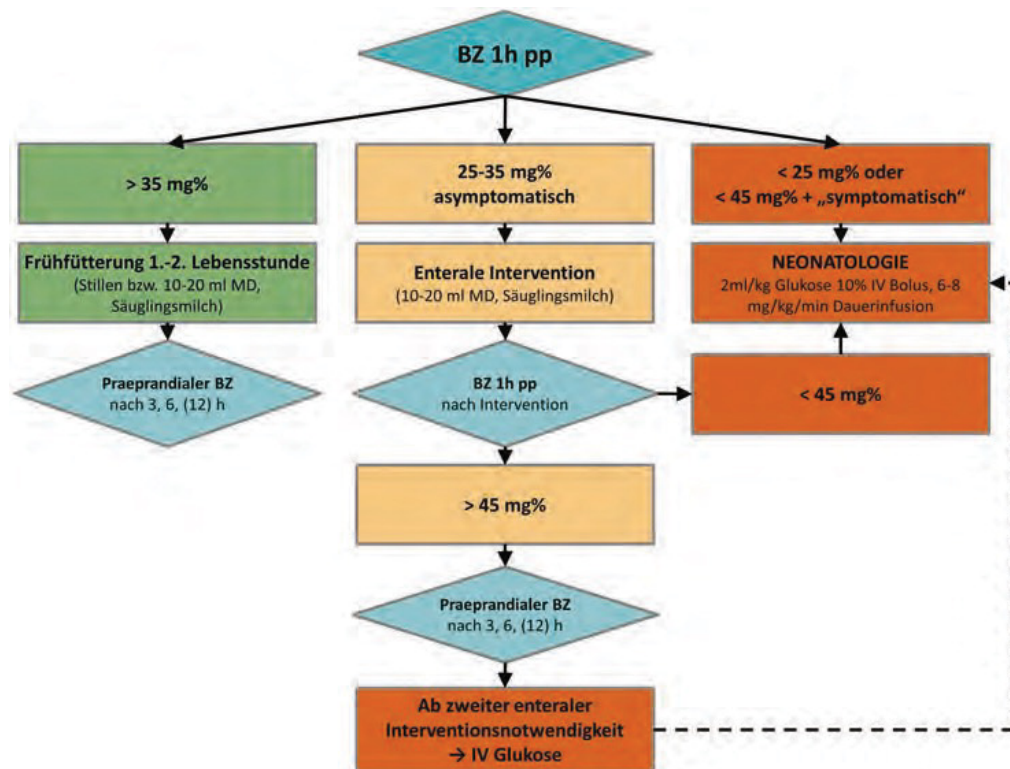 BZ 1h pp
> 35 mg%
25-35 mg%
asymptomatisch
< 25 mg% oder
< 45 mg% + „symptomatisch“
Frühfütterung 1.-2. Lebensstunde
(Stillen bzw. 10-20 ml MD,
Säuglingsmilch)
Enterale Intervention
(10-20 ml MD, Säuglingsmilch)
NEONATOLOGIE
2ml/kg Glukose 10% IV Bolus, 6-8
mg/kg/min Dauerinfusion
Praeprandialer BZ
nach 3, 6, (12) h
BZ 1h pp
nach Intervention
< 45 mg%
> 45 mg%
Praeprandialer BZ
nach 3, 6, (12) h
Ab zweiter enteraler
Interventionsnotwendigkeit
→ IV Glukose